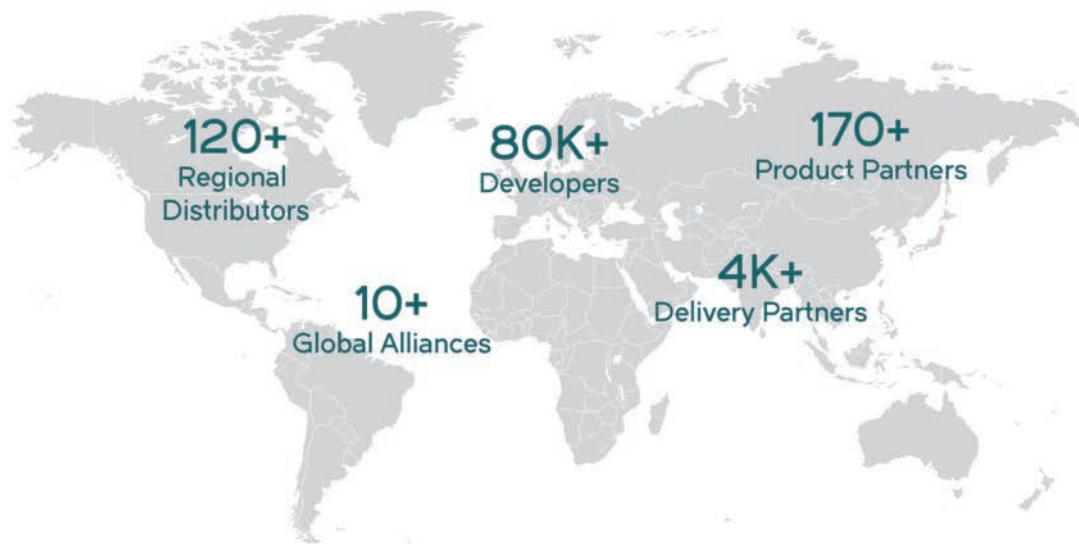 120+
Regional
Distributors
80K+
Developers
170+
Product Partners
10+
Global Alliances
4K+
Delivery Partners